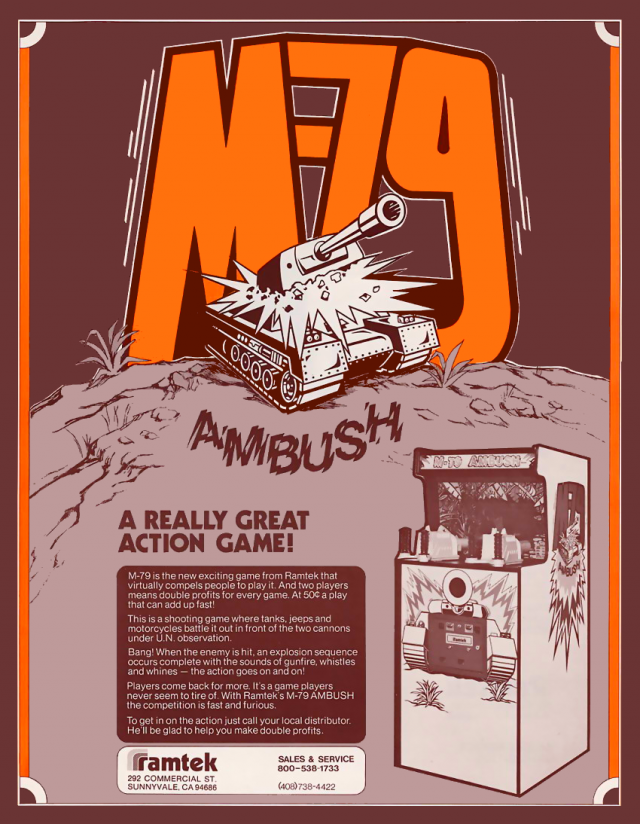 M-79
AMBUSH
M-79 AMBUSH
A REALLY GREAT
ACTION GAME!
M-79 is the new exciting game from Ramtek that
virtually compels people to play it. And two players
means double profits for every game. At 50¢ a play
that can add up fast!
This is a shooting game where tanks, jeeps and
motorcycles battle it out in front of the two cannons
under U.N. observation.
Bang! When the enemy is hit, an explosion sequence
occurs complete with the sounds of gunfire, whistles
and whines — the action goes on and on!
Players come back for more. It's a game players
never seem to tire of. With Ramtek's M-79 AMBUSH
the competition is fast and furious.
To get in on the action just call your local distributor.
He'll be glad to help you make double profits.
ramtek
292 COMMERCIAL ST.
SUNNYVALE, CA 94686
SALES & SERVICE
800-538-1733
(408)738-4422